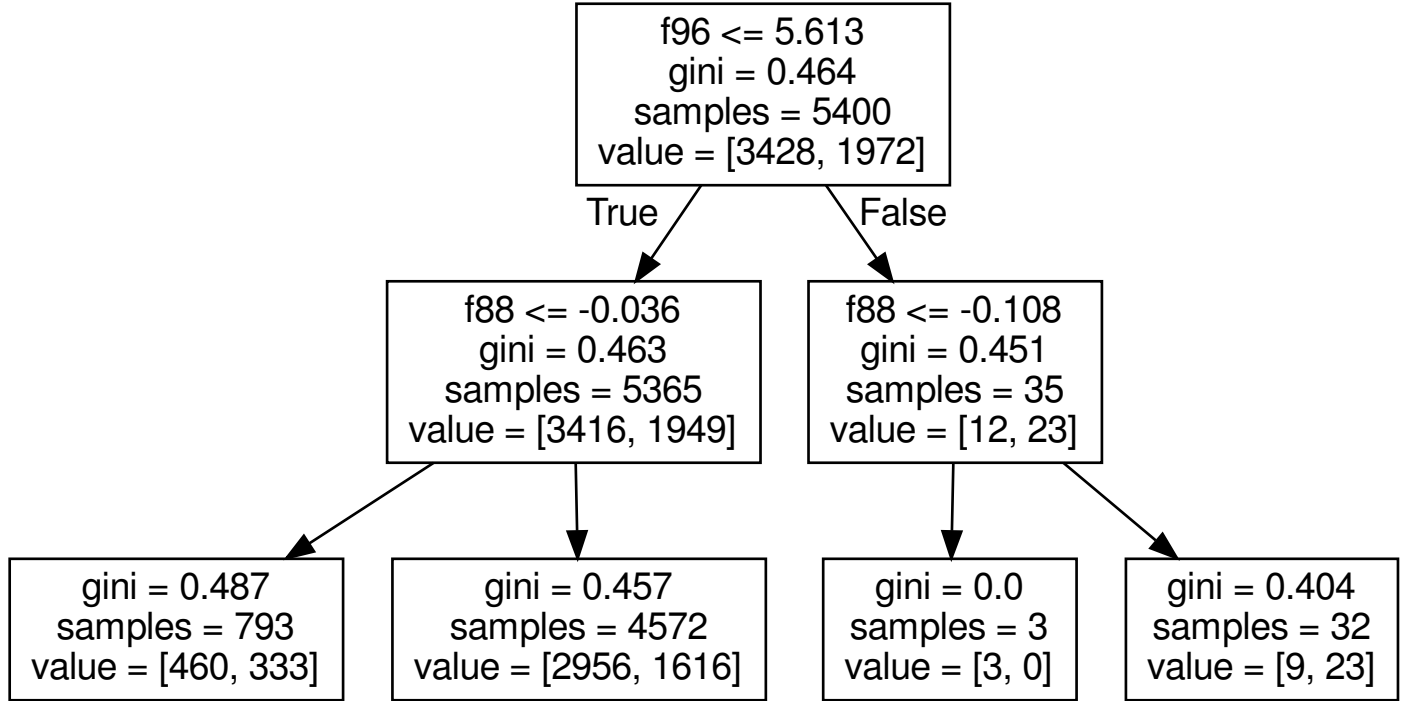 f96 <= 5.613
gini = 0.464
samples = 5400
value = [3428, 1972]
True
False
f88 <= -0.036
gini = 0.463
samples = 5365
value = [3416, 1949]
f88 <= -0.108
gini = 0.451
samples = 35
value = [12, 23]
gini = 0.487
samples = 793
value = [460, 333]
gini = 0.457
samples = 4572
value = [2956, 1616]
gini = 0.0
samples = 3
value = [3, 0]
gini = 0.404
samples = 32
value = [9, 23]